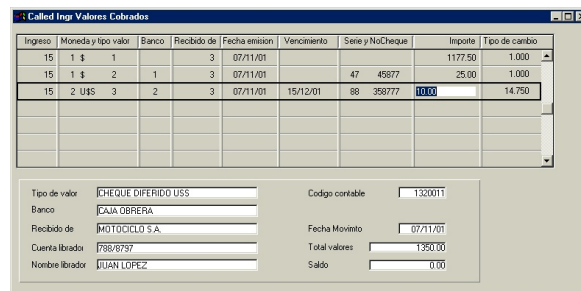 Called Ingr Valores Cobrados
Ingreso Moneda y tipo valor Banco Recibido de Fecha emision Vencimiento Serie y NoCheque Importe Tipo de cambio
15 1 $ 1 3 07/11/01 1177.50 1.000
15 1 $ 2 1 3 07/11/01 47 45877 25.00 1.000
15 2 U$S 3 2 3 07/11/01 15/12/01 88 358777 10.00 14.750
Tipo de valor CHEQUE DIFERIDO USS Codigo contable 1320011
Banco CAJA OBRERA
Recibido de MOTOCICLO S.A. Fecha Movimto 07/11/01
Cuenta librador 788/8797 Total valores 1350.00
Nombre librador JUAN LOPEZ Saldo 0.00